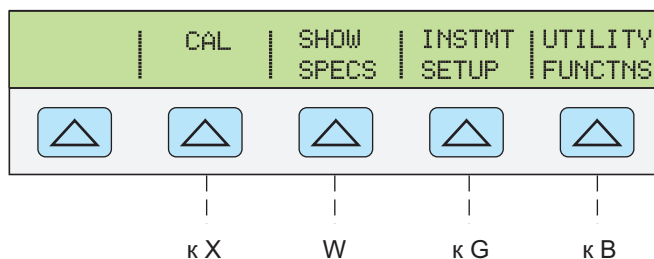 CAL SHOW INSTMT UTILITY
SPECS SETUP FUNCTNS
к X W к G к B